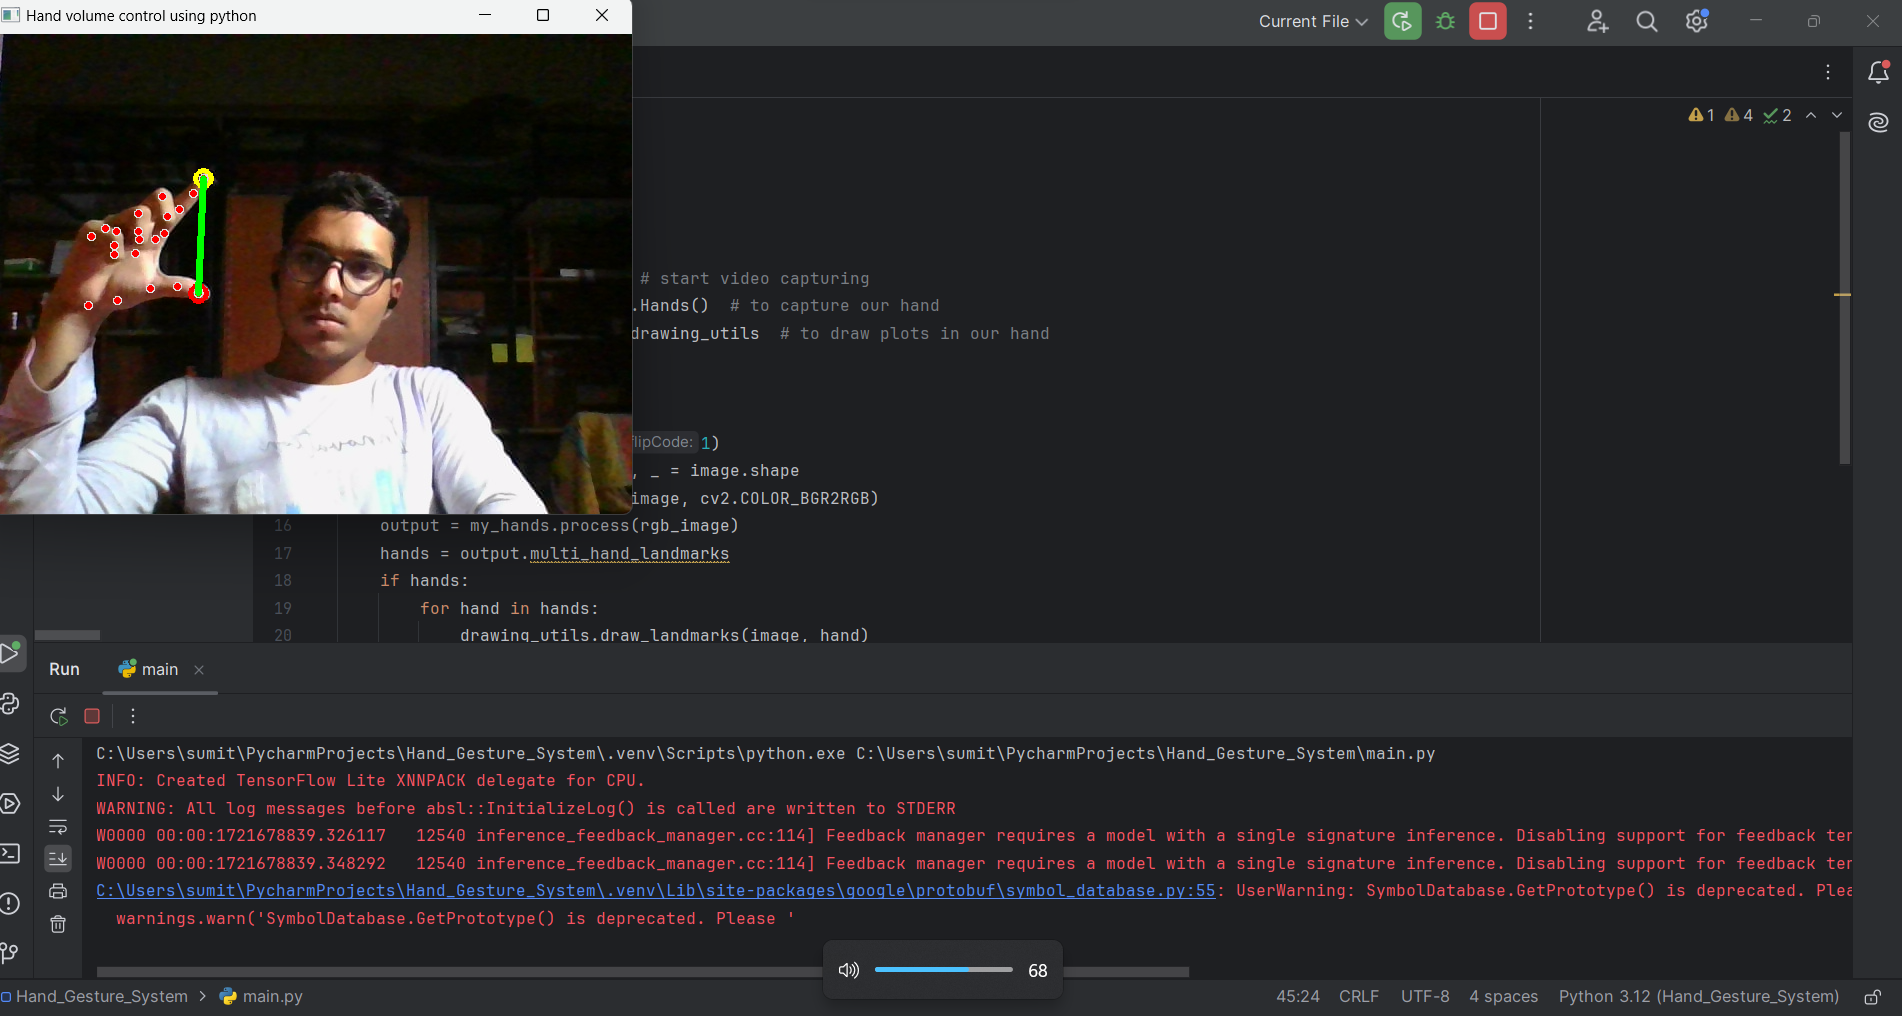 Hand volume control using python
Current File
1 4 2
# start video capturing
.Hands() # to capture our hand
drawing_utils # to draw plots in our hand
flipCode: 1)
, _ = image.shape
image, cv2.COLOR_BGR2RGB)
16 output = my_hands.process(rgb_image)
17 hands = output.multi_hand_landmarks
18 if hands:
19 for hand in hands:
20 drawing_utils.draw_landmarks(image, hand)
Run main
C:\Users\sumit\PycharmProjects\Hand_Gesture_System\.venv\Scripts\python.exe C:\Users\sumit\PycharmProjects\Hand_Gesture_System\main.py
INFO: Created TensorFlow Lite XNNPACK delegate for CPU.
WARNING: All log messages before absl::InitializeLog() is called are written to STDERR
W0000 00:00:1721678839.326117 12540 inference_feedback_manager.cc:114] Feedback manager requires a model with a single signature inference. Disabling support for feedback ter
W0000 00:00:1721678839.348292 12540 inference_feedback_manager.cc:114] Feedback manager requires a model with a single signature inference. Disabling support for feedback ter
C:\Users\sumit\PycharmProjects\Hand_Gesture_System\.venv\Lib\site-packages\google\protobuf\symbol_database.py:55: UserWarning: SymbolDatabase.GetPrototype() is deprecated. Plea
warnings.warn('SymbolDatabase.GetPrototype() is deprecated. Please '
68
Hand_Gesture_System > main.py
45:24 CRLF UTF-8 4 spaces Python 3.12 (Hand_Gesture_System)